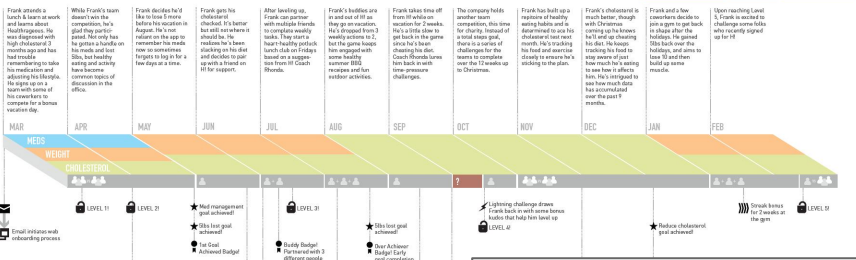 Frank attends a
lunch & learn at work
and learns about
Healthrageous. He
was diagnosed with
high cholesterol 3
months ago and has
had trouble
remembering to take
his medication and
adjusting his lifestyle.
He signs up on a
team with some of
his coworkers to
compete for a bonus
vacation day.
While Frank's team
doesn't win the
competition, he's
glad they partici-
pated. Not only has
he gotten a handle on
his meds and lost
5lbs, but healthy
eating and activity
have become
common topics of
discussion in the
office.
Frank decides he'd
like to lose 5 more
before his vacation in
August. He's not
reliant on the app to
remember his meds
now so sometimes
forgets to log in for a
few days at a time.
Frank gets his
cholesterol
checked. It's better
but still not where it
should be. He
realizes he's been
slacking on his diet
and decides to pair
up with a friend on
H! for support.
After leveling up,
Frank can partner
with multiple friends
to complete weekly
tasks. They start a
heart-healthy potluck
lunch club on Fridays
based on a sugges-
tion from H! Coach
Rhonda.
Frank's buddies are
in and out of H! as
they go on vacation.
He's dropped from 3
weekly actions to 2,
but the game keeps
him engaged with
some healthy
summer BBQ
receipes and fun
outdoor activities.
Frank takes time off
from H! while on
vacation for 2 weeks.
He's a little slow to
get back in the game
since he's been
cheating his diet.
Coach Rhonda lures
him back in with
time-pressure
challenges.
The company holds
another team
competition, this time
for charity. Instead of
a total steps goal,
there is a series of
challenges for the
teams to complete
over the 12 weeks up
to Christmas.
Frank has built up a
repitoire of healthy
eating habits and is
determined to ace his
cholesterol test next
month. He's tracking
his food and exercise
closely to ensure he's
sticking to the plan.
Frank's cholesterol is
much better, though
with Christmas
coming up he knows
he'll end up cheating
his diet. He keeps
tracking his food to
stay aware of just
how much he's eating
to see how it affects
him. He's intrigued to
see how much data
has accumulated
over the past 9
months.
Frank and a few
coworkers decide to
join a gym to get back
in shape after the
holidays. He gained
5lbs back over the
holidays, and aims to
lose 10 and then
build up some
muscle.
Upon reaching Level
5, Frank is excited to
challenge some folks
who recently signed
up for H!
MAR
APR
MAY
JUN
JUL
AUG
SEP
OCT
NOV
DEC
JAN
FEB
MEDS
WEIGHT
CHOLESTEROL
?
Email initiates web
onboarding process
LEVEL 1!
LEVEL 2!
Med management
goal achieved!
5lbs lost goal
achieved!
1st Goal
Achieved Badge!
LEVEL 3!
Buddy Badge!
Partnered with 3
different people
5lbs lost goal
achieved!
Over Achiever
Badge! Early
goal completion
Lightning challenge draws
Frank back in with some bonus
kudos that help him level up
LEVEL 4!
Reduce cholesterol
goal achieved!
Streak bonus
for 2 weeks at
the gym
LEVEL 5!